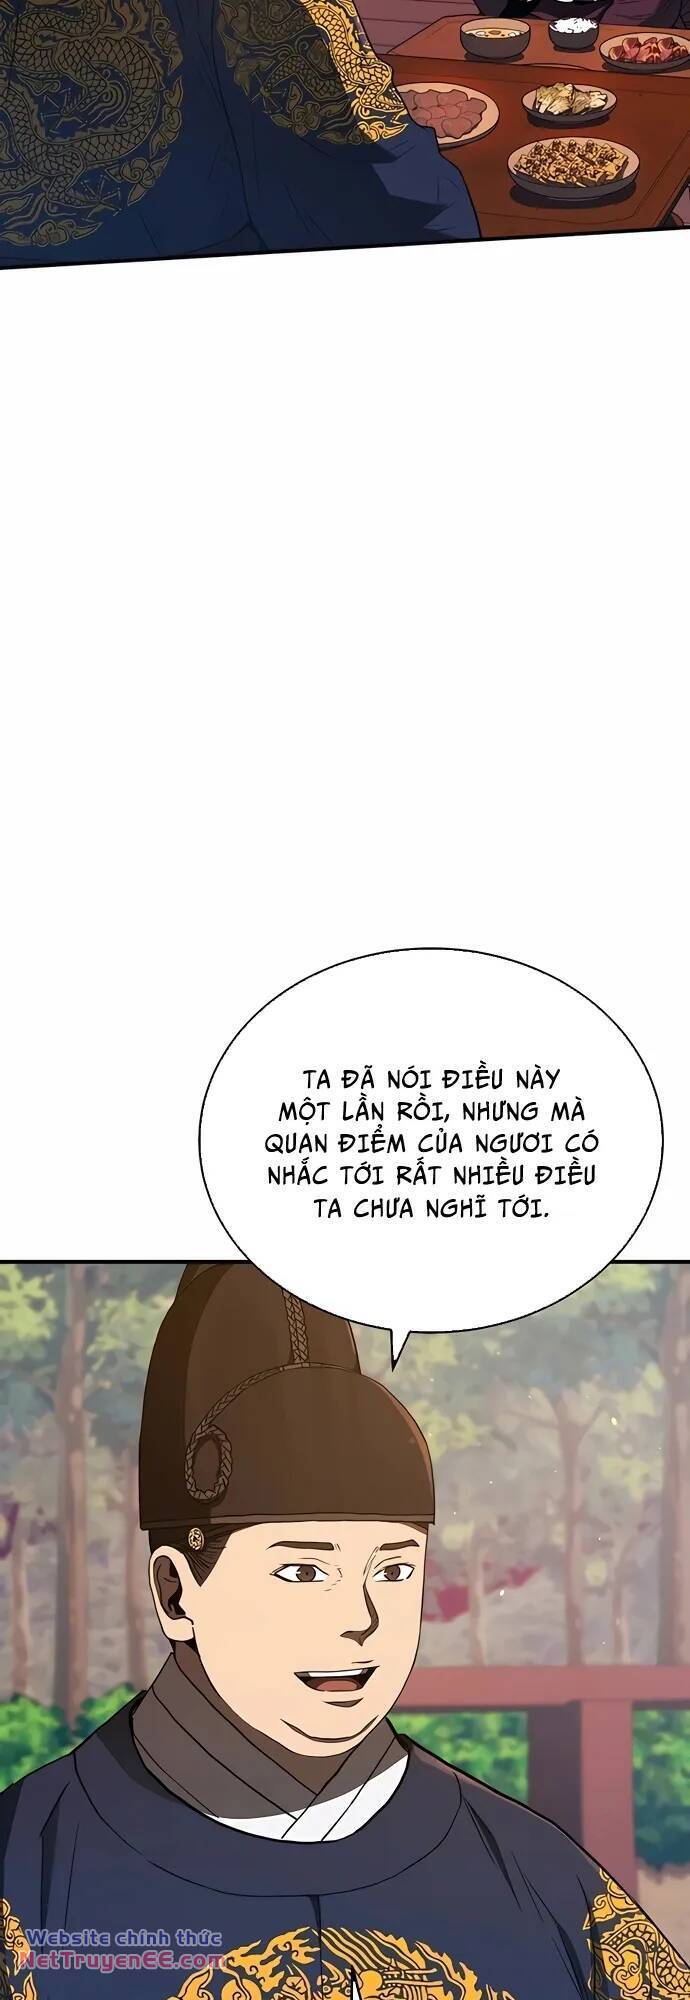 TA ĐÃ NÓI ĐIỀU NÀY
MỘT LẦN RỒI, NHƯNG MÀ
QUAN ĐIỂM CỦA NGƯƠI CÓ
NHẮC TỚI RẤT NHIỀU ĐIỀU
TA CHƯA NGHĨ TỚI.
Website chính thức
NetTruyenEE.com